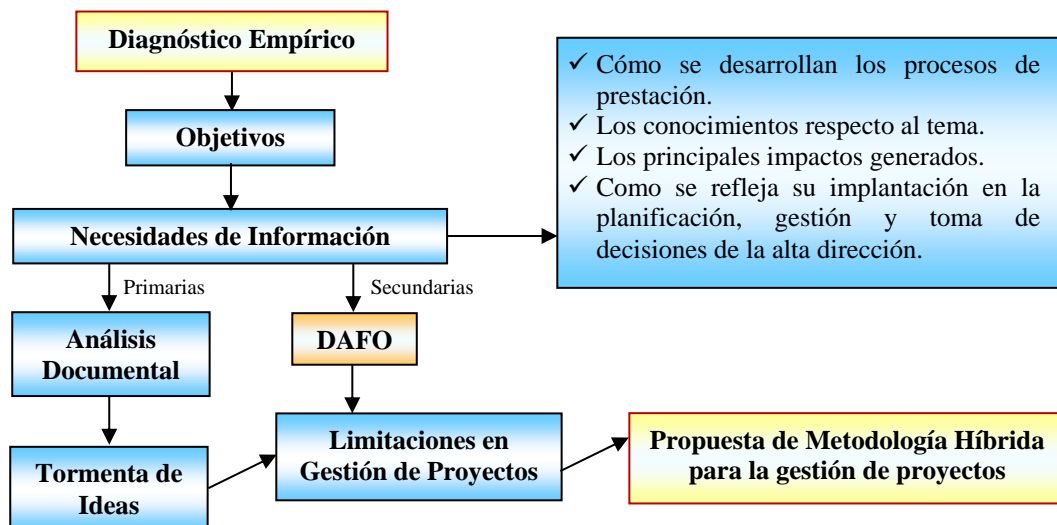 Diagnóstico Empírico
Objetivos
Necesidades de Información
✓ Cómo se desarrollan los procesos de
prestación.
✓ Los conocimientos respecto al tema.
✓ Los principales impactos generados.
✓ Como se refleja su implantación en la
planificación, gestión y toma de
decisiones de la alta dirección.
Primarias
Secundarias
Análisis
Documental
DAFO
Tormenta de
Ideas
Limitaciones en
Gestión de Proyectos
Propuesta de Metodología Híbrida
para la gestión de proyectos